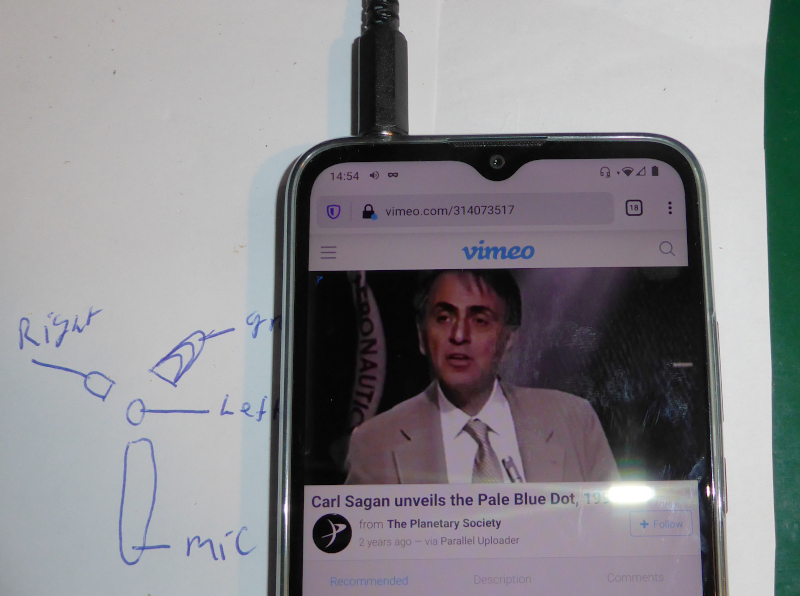 14:54
vimeo.com/314073517
18
vimeo
TRONAUTIC
Right
gr
Left
mic
Carl Sagan unveils the Pale Blue Dot, 19
from The Planetary Society
+ Follow
2 years ago — via Parallel Uploader
Recommended Description Comments